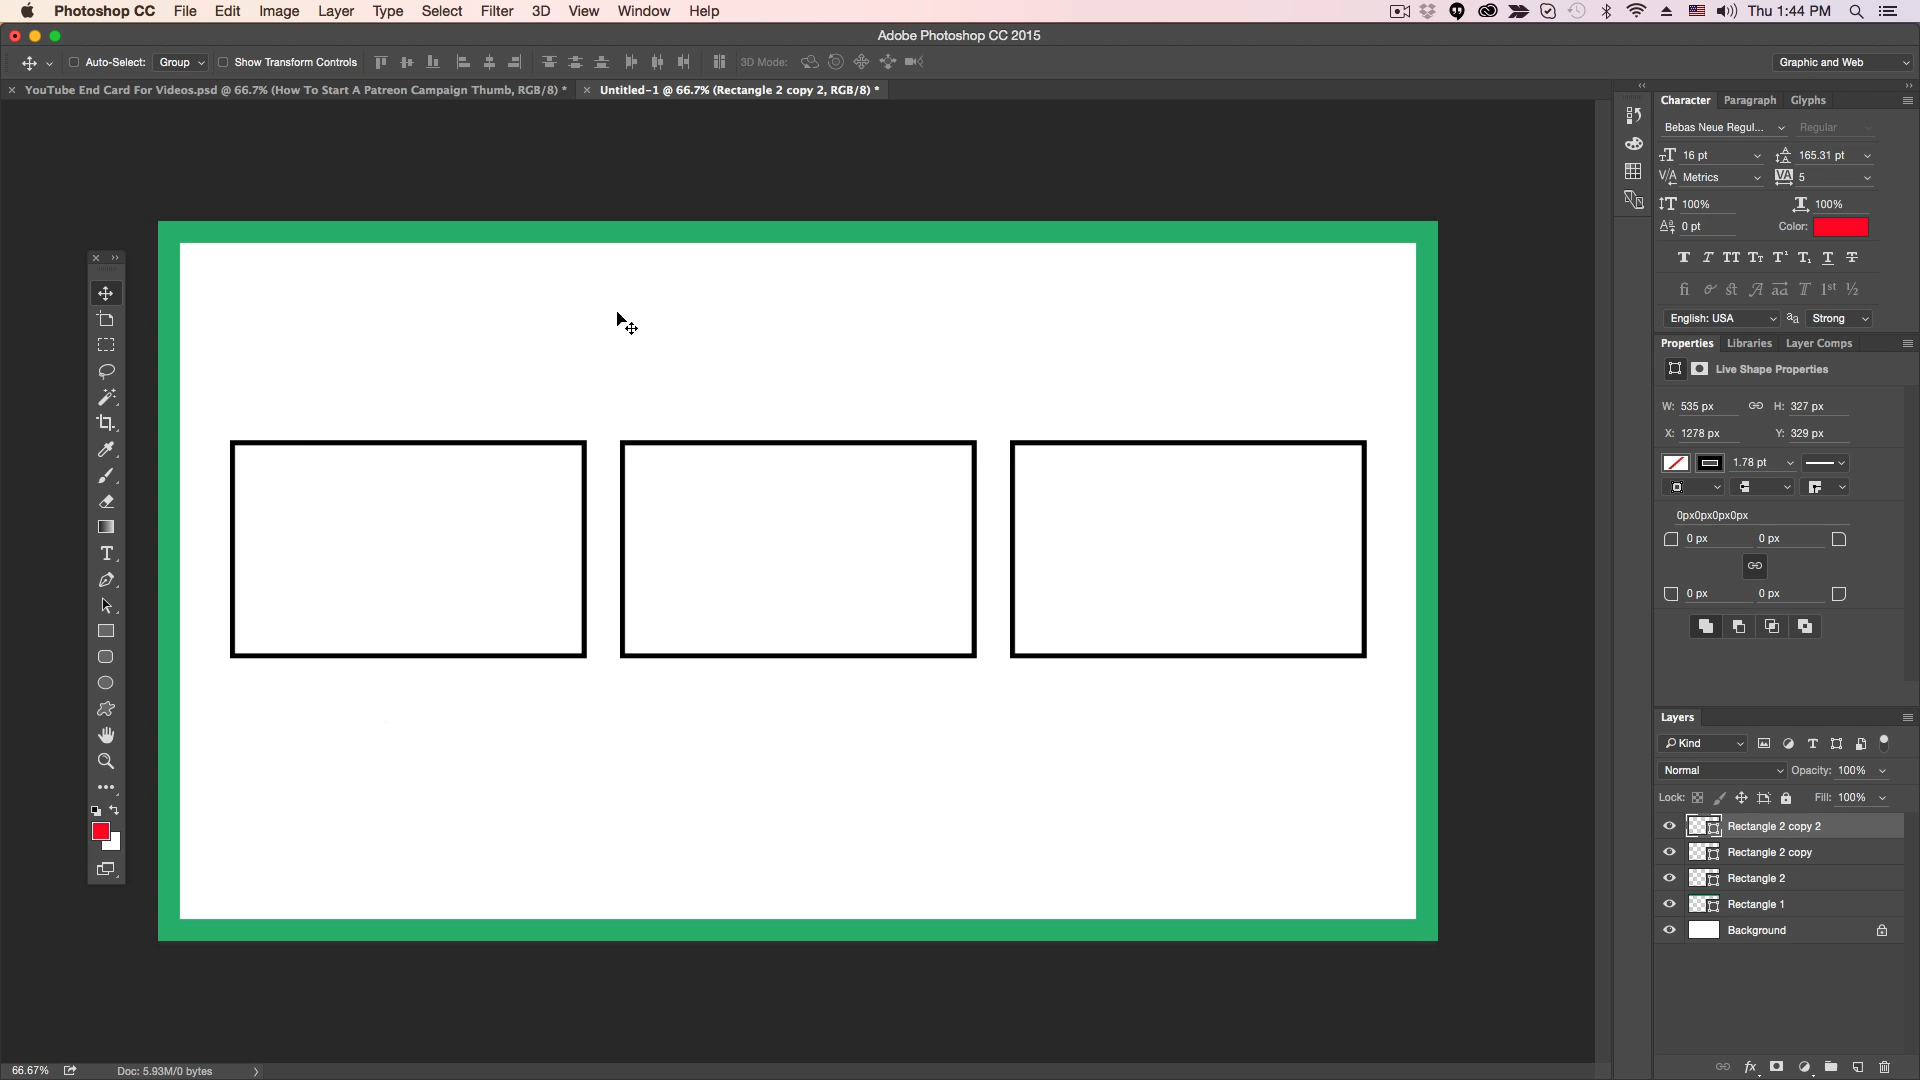 Photoshop CC File Edit Image Layer Type Select Filter 3D View Window Help Thu 1:44 PM
Adobe Photoshop CC 2015
Auto-Select: Group Show Transform Controls 3D Mode: Graphic and Web
YouTube End Card For Videos.psd @ 66.7% (How To Start A Patreon Campaign Thumb, RGB/8) * Untitled-1 @ 66.7% (Rectangle 2 copy 2, RGB/8) *
Character Paragraph Glyphs
Bebas Neue Regul... Regular
16 pt 165.31 pt
Metrics 5
100% 100%
0 pt Color:
English: USA Strong
Properties Libraries Layer Comps
Live Shape Properties
W: 535 px H: 327 px
X: 1278 px Y: 329 px
1.78 pt
0px0px0px0px
0 px 0 px
0 px 0 px
Layers
Kind
Normal Opacity: 100%
Lock: Fill: 100%
Rectangle 2 copy 2
Rectangle 2 copy
Rectangle 2
Rectangle 1
Background
66.67% Doc: 5.93M/0 bytes